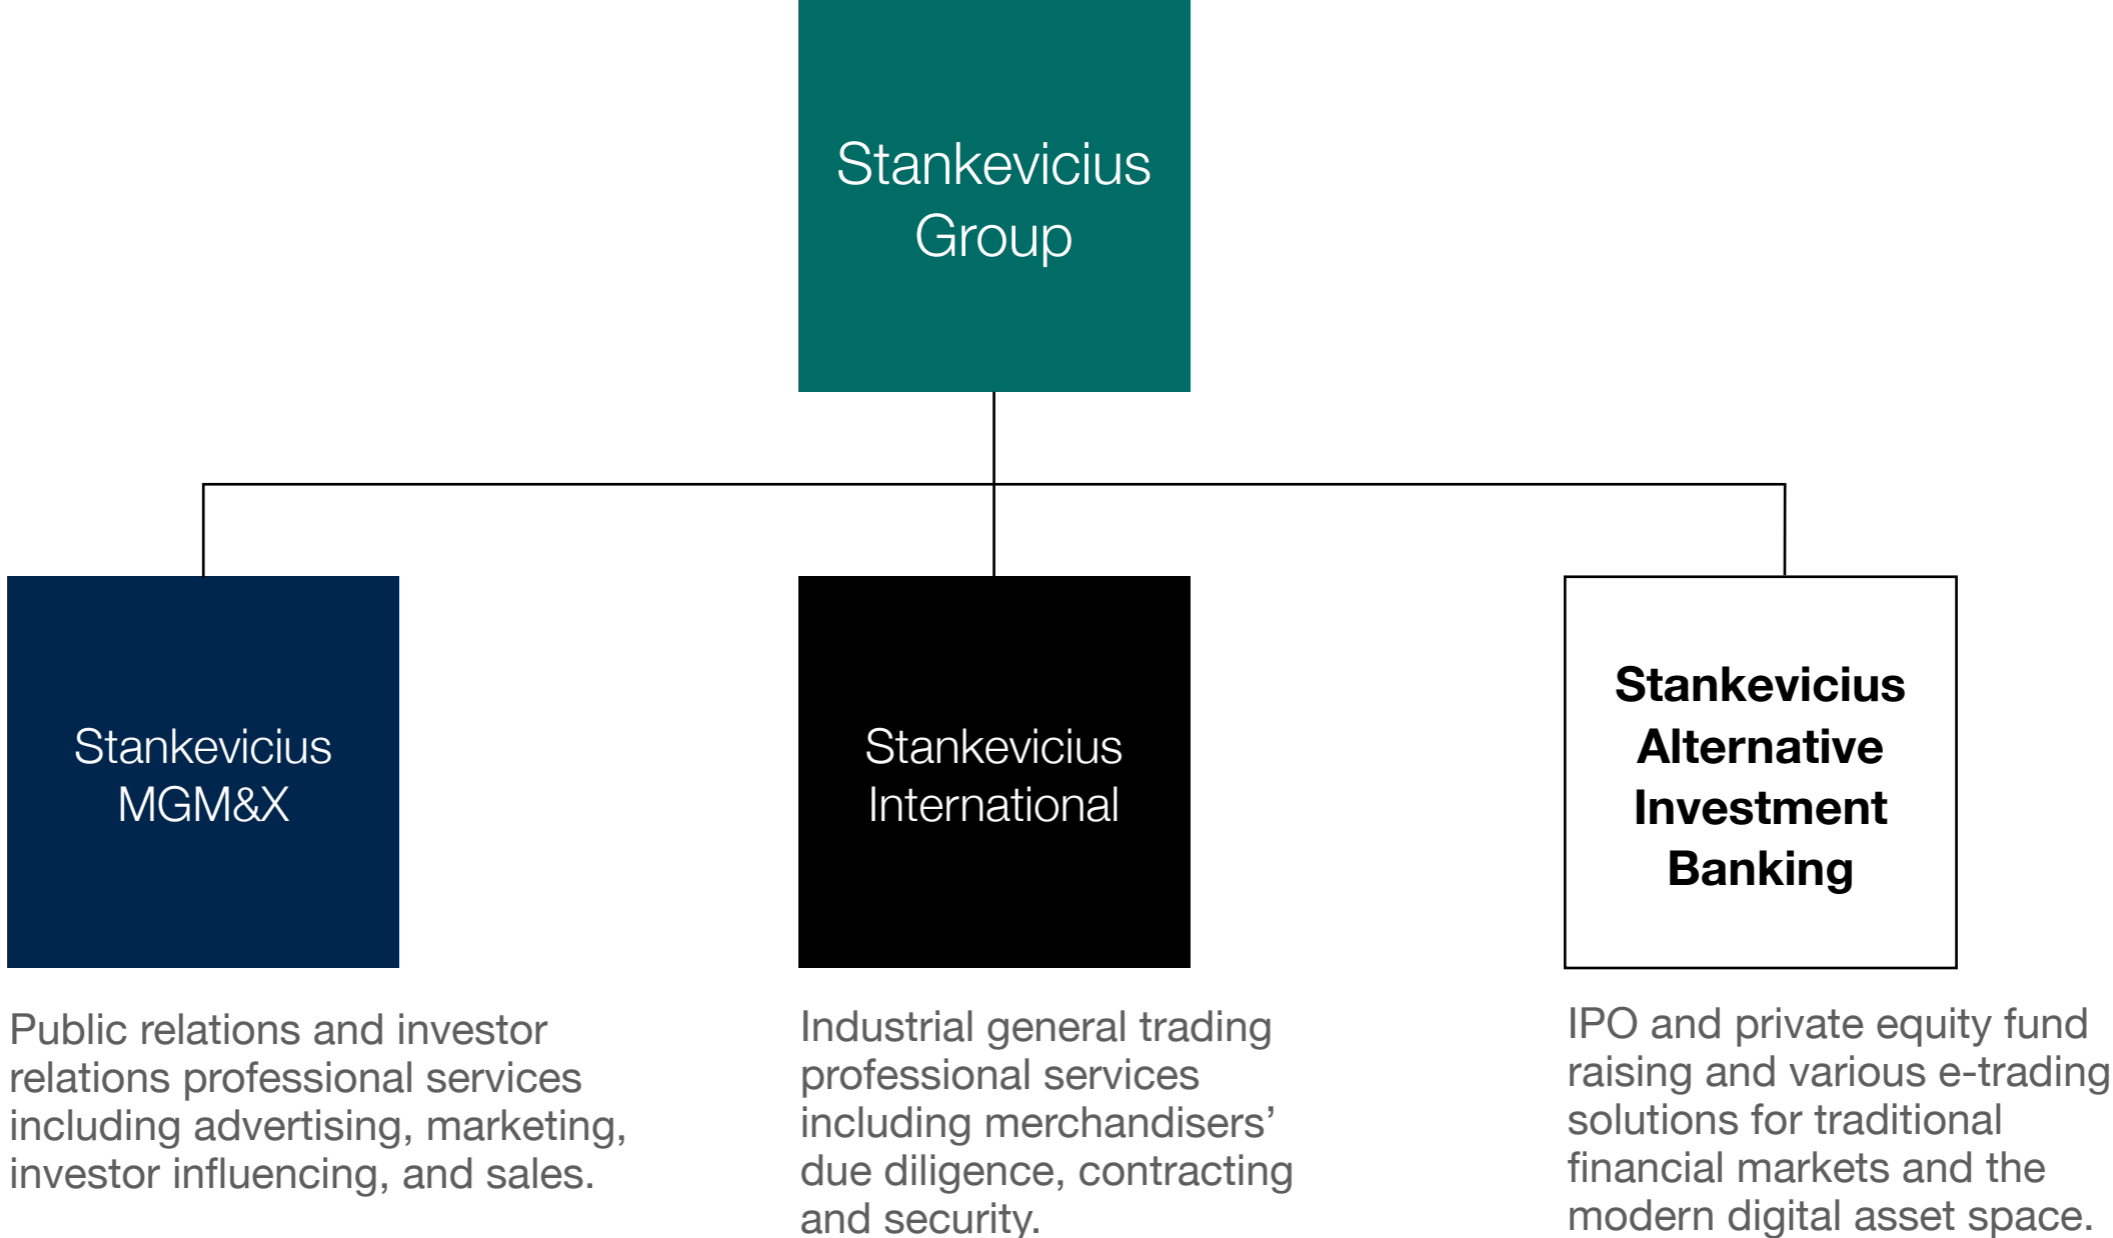 Stankevicius
Group
Stankevicius
MGM&X
Stankevicius
International
Stankevicius
Alternative
Investment
Banking
Public relations and investor
relations professional services
including advertising, marketing,
investor influencing, and sales.
Industrial general trading
professional services
including merchandisers’
due diligence, contracting
and security.
IPO and private equity fund
raising and various e-trading
solutions for traditional
financial markets and the
modern digital asset space.